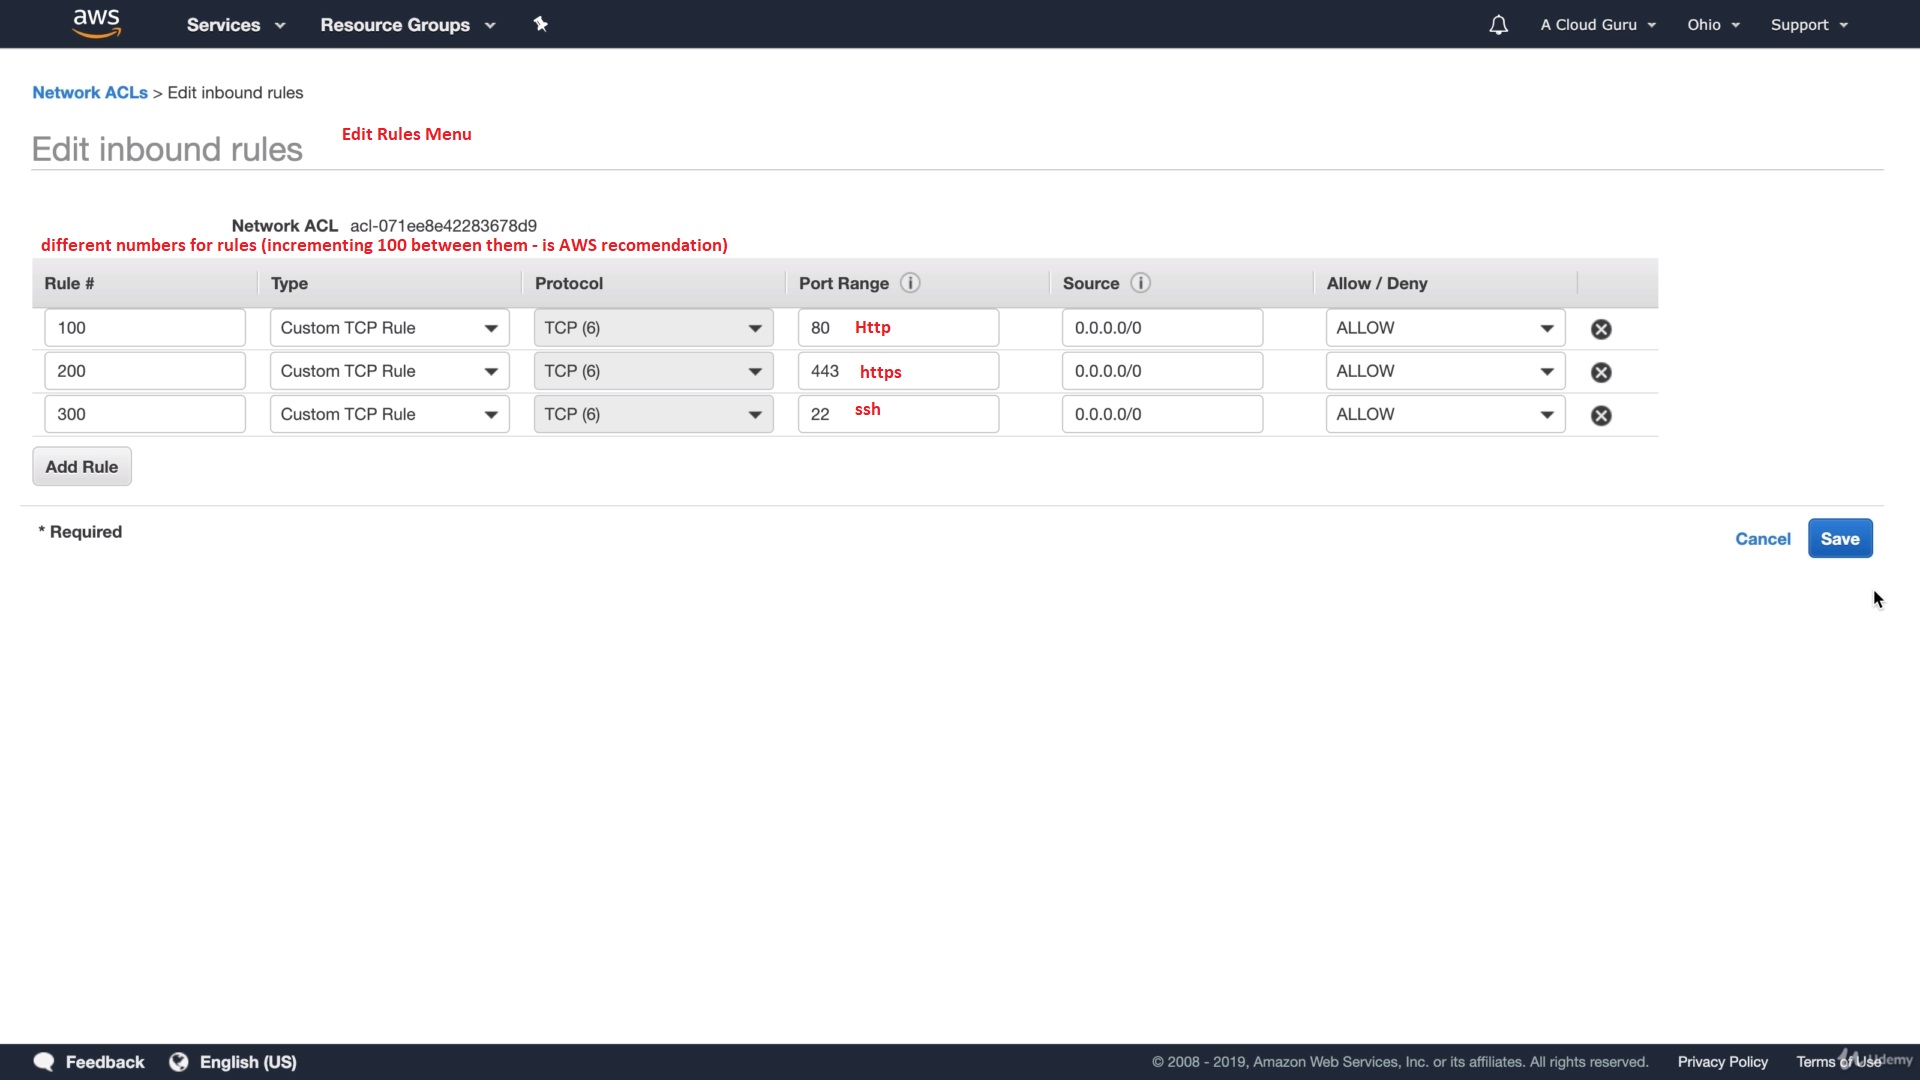 aws Services Resource Groups A Cloud Guru Ohio Support
Network ACLs > Edit inbound rules
Edit Rules Menu
Edit inbound rules
Network ACL acl-071ee8e42283678d9
different numbers for rules (incrementing 100 between them - is AWS recomendation)
Rule # Type Protocol Port Range i Source i Allow / Deny
100 Custom TCP Rule TCP (6) 80 Http 0.0.0.0/0 ALLOW
200 Custom TCP Rule TCP (6) 443 https 0.0.0.0/0 ALLOW
300 Custom TCP Rule TCP (6) 22 ssh 0.0.0.0/0 ALLOW
Add Rule
* Required
Cancel Save
Feedback English (US) © 2008 - 2019, Amazon Web Services, Inc. or its affiliates. All rights reserved. Privacy Policy Terms of Use